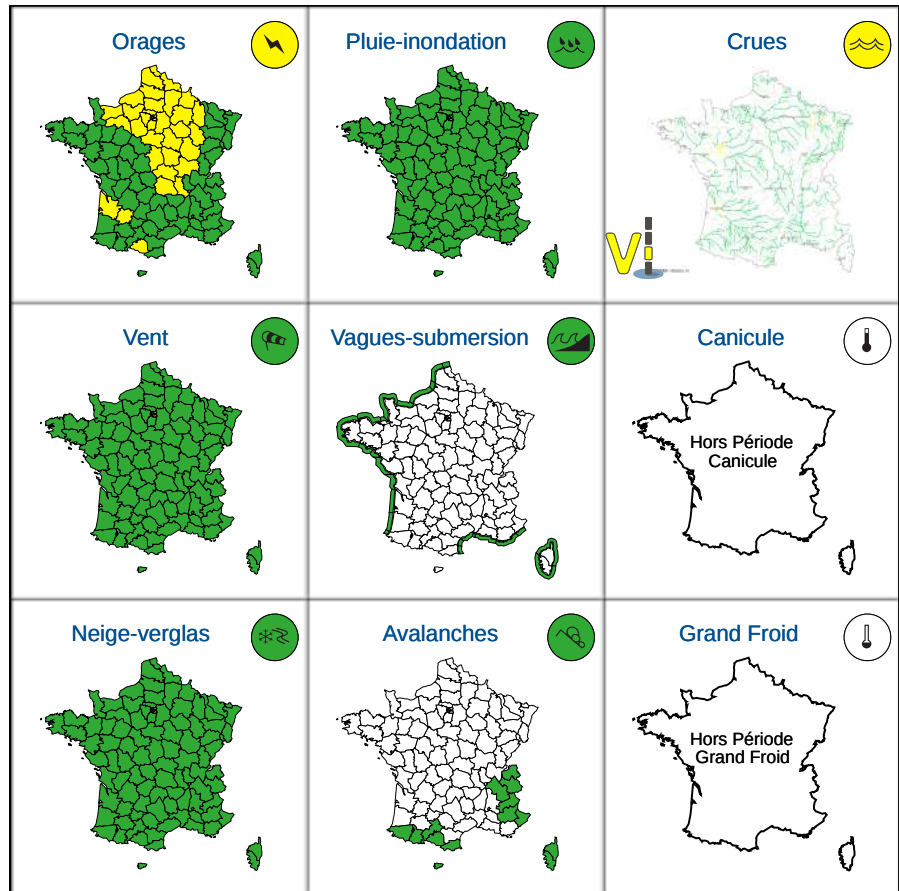 Orages
Pluie-inondation
Crues
Vi
Vent
Vagues-submersion
Canicule
Hors Période
Canicule
Neige-verglas
Avalanches
Grand Froid
Hors Période
Grand Froid